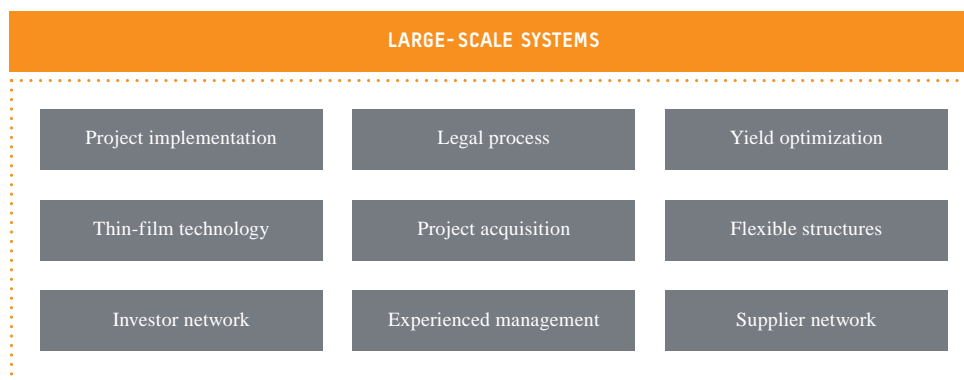 LARGE-SCALE SYSTEMS
Project implementation
Legal process
Yield optimization
Thin-film technology
Project acquisition
Flexible structures
Investor network
Experienced management
Supplier network